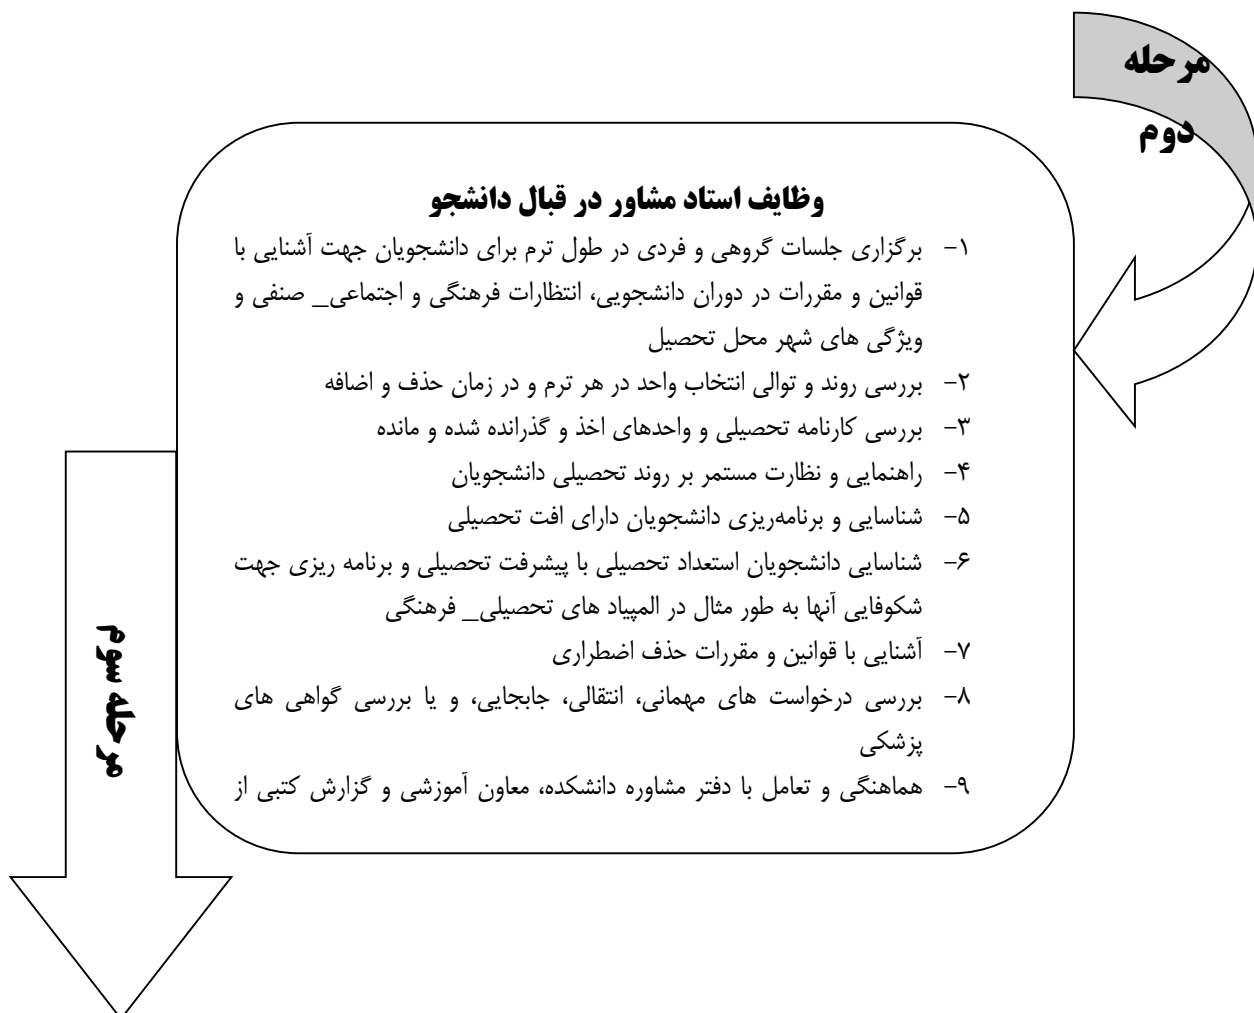 مرحله
دوم
وظایف استاد مشاور در قبال دانشجو
۱- برگزاری جلسات گروهی و فردی در طول ترم برای دانشجویان جهت آشنایی با
قوانین و مقررات در دوران دانشجویی، انتظارات فرهنگی و اجتماعی_ صنفی و
ویژگی های شهر محل تحصیل
۲- بررسی روند و توالی انتخاب واحد در هر ترم و در زمان حذف و اضافه
۳- بررسی کارنامه تحصیلی و واحدهای اخذ و گذرانده شده و مانده
۴- راهنمایی و نظارت مستمر بر روند تحصیلی دانشجویان
۵- شناسایی و برنامه‌ریزی دانشجویان دارای افت تحصیلی
۶- شناسایی دانشجویان استعداد تحصیلی با پیشرفت تحصیلی و برنامه ریزی جهت
شکوفایی آنها به طور مثال در المپیاد های تحصیلی_ فرهنگی
۷- آشنایی با قوانین و مقررات حذف اضطراری
۸- بررسی درخواست های مهمانی، انتقالی، جابجایی، و یا بررسی گواهی های
پزشکی
۹- هماهنگی و تعامل با دفتر مشاوره دانشکده، معاون آموزشی و گزارش کتبی از
مرحله سوم